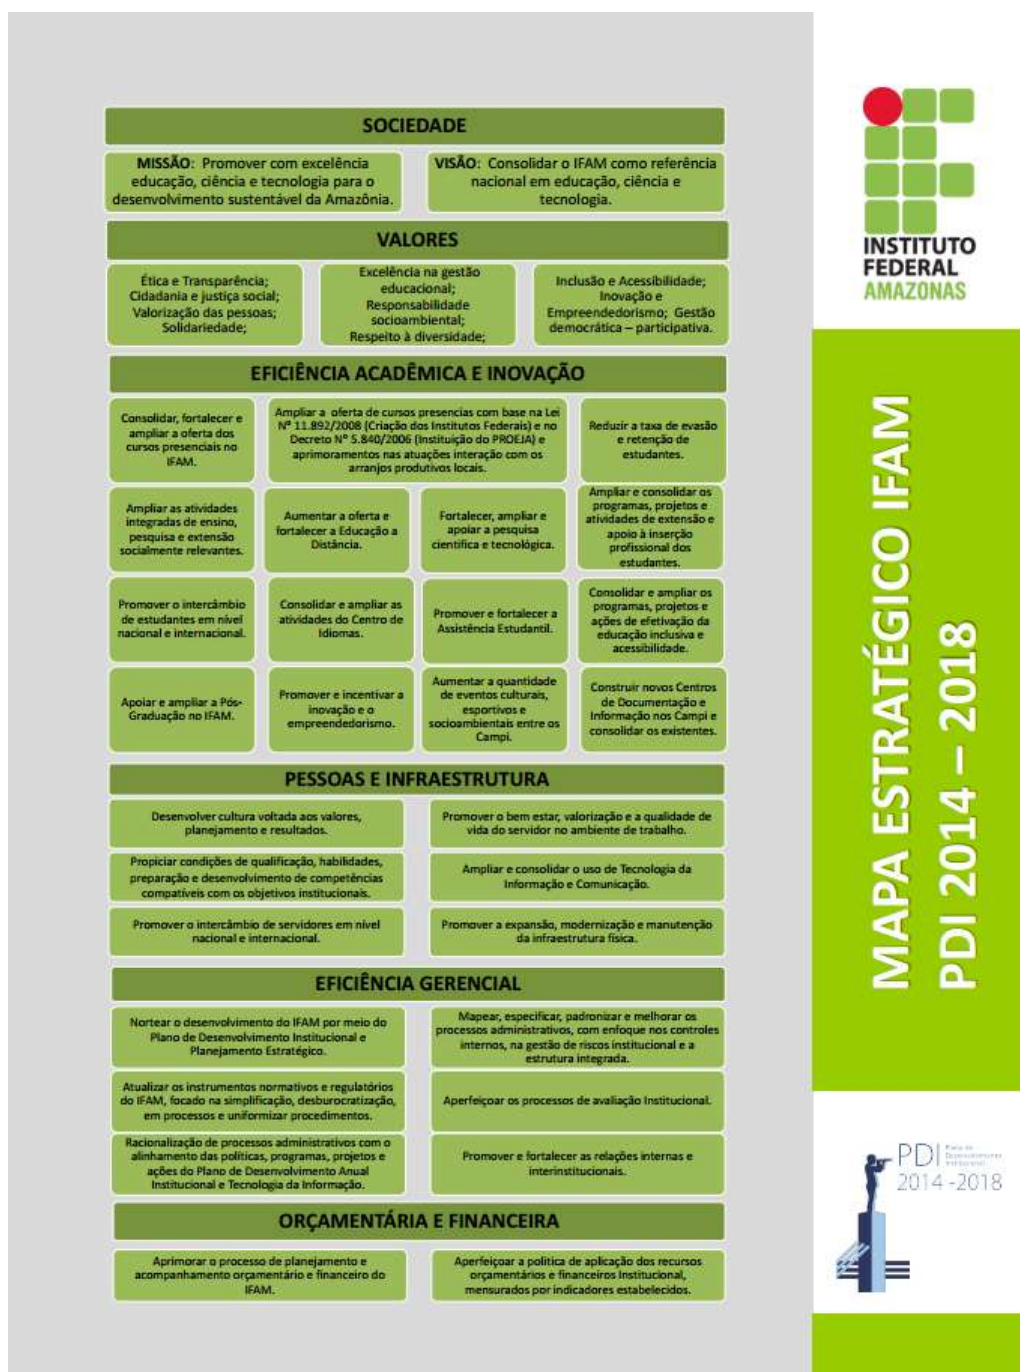 SOCIEDADE
MISSÃO: Promover com excelência
educação, ciência e tecnologia para o
desenvolvimento sustentável da Amazônia.
VISÃO: Consolidar o IFAM como referência
nacional em educação, ciência e
tecnologia.
VALORES
Ética e Transparência;
Cidadania e justiça social;
Valorização das pessoas;
Solidariedade;
Excelência na gestão
educacional;
Responsabilidade
socioambiental;
Respeito à diversidade;
Inclusão e Acessibilidade;
Inovação e
Empreendedorismo; Gestão
democrática – participativa.
EFICIÊNCIA ACADÊMICA E INOVAÇÃO
Consolidar, fortalecer e
ampliar a oferta dos
cursos presenciais no
IFAM.
Ampliar a oferta de cursos presencias com base na Lei
Nº 11.892/2008 (Criação dos Institutos Federais) e no
Decreto Nº 5.840/2006 (Instituição do PROEJA) e
aprimoramentos nas atuações interação com os
arranjos produtivos locais.
Reduzir a taxa de evasão
e retenção de
estudantes.
Ampliar as atividades
integradas de ensino,
pesquisa e extensão
socialmente relevantes.
Aumentar a oferta e
fortalecer a Educação a
Distância.
Fortalecer, ampliar e
apoiar a pesquisa
científica e tecnológica.
Ampliar e consolidar os
programas, projetos e
atividades de extensão e
apoio à inserção
profissional dos
estudantes.
Promover o intercâmbio
de estudantes em nível
nacional e internacional.
Consolidar e ampliar as
atividades do Centro de
Idiomas.
Promover e fortalecer a
Assistência Estudantil.
Consolidar e ampliar os
programas, projetos e
ações de efetivação da
educação inclusiva e
acessibilidade.
Apoiar e ampliar a Pós-
Graduação no IFAM.
Promover e incentivar a
inovação e o
empreendedorismo.
Aumentar a quantidade
de eventos culturais,
esportivos e
socioambientais entre os
Campi.
Construir novos Centros
de Documentação e
Informação nos Campi e
consolidar os existentes.
PESSOAS E INFRAESTRUTURA
Desenvolver cultura voltada aos valores,
planejamento e resultados.
Promover o bem estar, valorização e a qualidade de
vida do servidor no ambiente de trabalho.
Propiciar condições de qualificação, habilidades,
preparação e desenvolvimento de competências
compatíveis com os objetivos institucionais.
Ampliar e consolidar o uso de Tecnologia da
Informação e Comunicação.
Promover o intercâmbio de servidores em nível
nacional e internacional.
Promover a expansão, modernização e manutenção
da infraestrutura física.
EFICIÊNCIA GERENCIAL
Nortear o desenvolvimento do IFAM por meio do
Plano de Desenvolvimento Institucional e
Planejamento Estratégico.
Mapear, especificar, padronizar e melhorar os
processos administrativos, com enfoque nos controles
internos, na gestão de riscos institucional e a
estrutura integrada.
Atualizar os instrumentos normativos e regulatórios
do IFAM, focado na simplificação, desburocratização,
em processos e uniformizar procedimentos.
Aperfeiçoar os processos de avaliação Institucional.
Racionalização de processos administrativos com o
alinhamento das políticas, programas, projetos e
ações do Plano de Desenvolvimento Anual
Institucional e Tecnologia da Informação.
Promover e fortalecer as relações internas e
interinstitucionais.
ORÇAMENTÁRIA E FINANCEIRA
Aprimorar o processo de planejamento e
acompanhamento orçamentário e financeiro do
IFAM.
Aperfeiçoar a política de aplicação dos recursos
orçamentários e financeiros Institucional,
mensurados por indicadores estabelecidos.
INSTITUTO
FEDERAL
AMAZONAS
MAPA ESTRATÉGICO IFAM
PDI 2014 – 2018
PDI
Plano de
Desenvolvimento
Institucional
2014 -2018